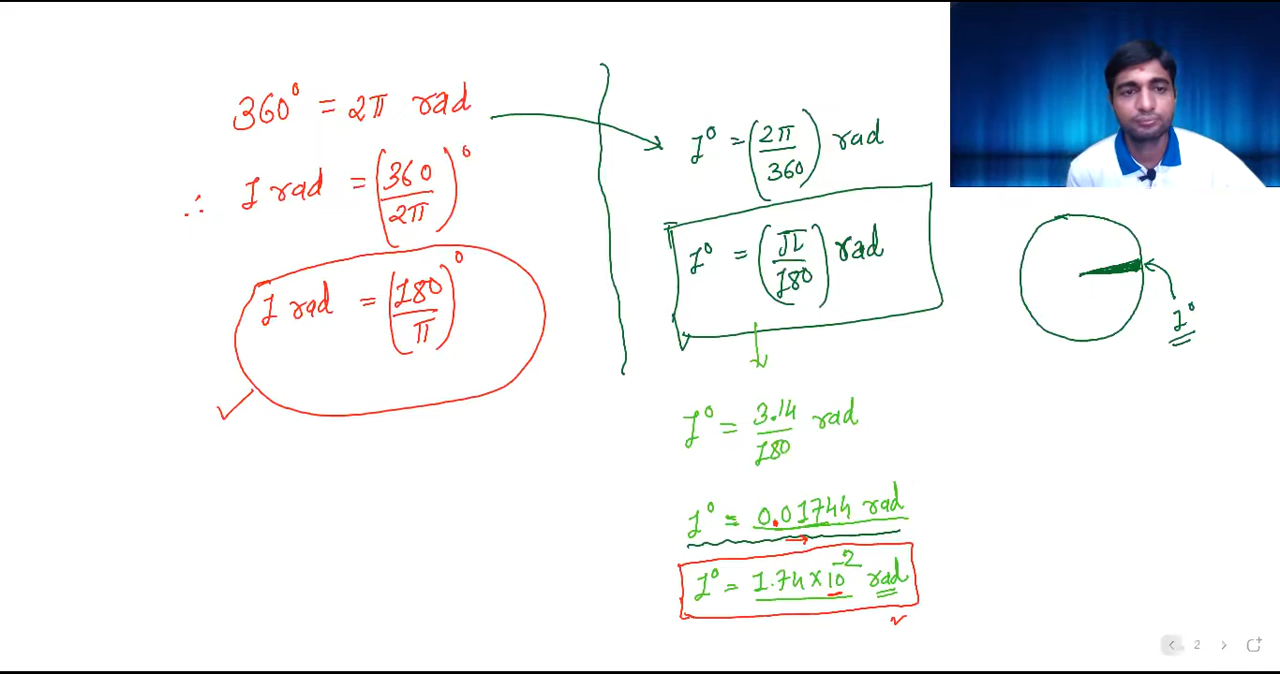 360° = 2π rad
∴ 1 rad = (360/2π)°
1 rad = (180/π)°
1° = (2π/360) rad
1° = (π/180) rad
1°
1° = 3.14/180 rad
1° = 0.01744 rad
1° = 1.74 × 10⁻² rad
2